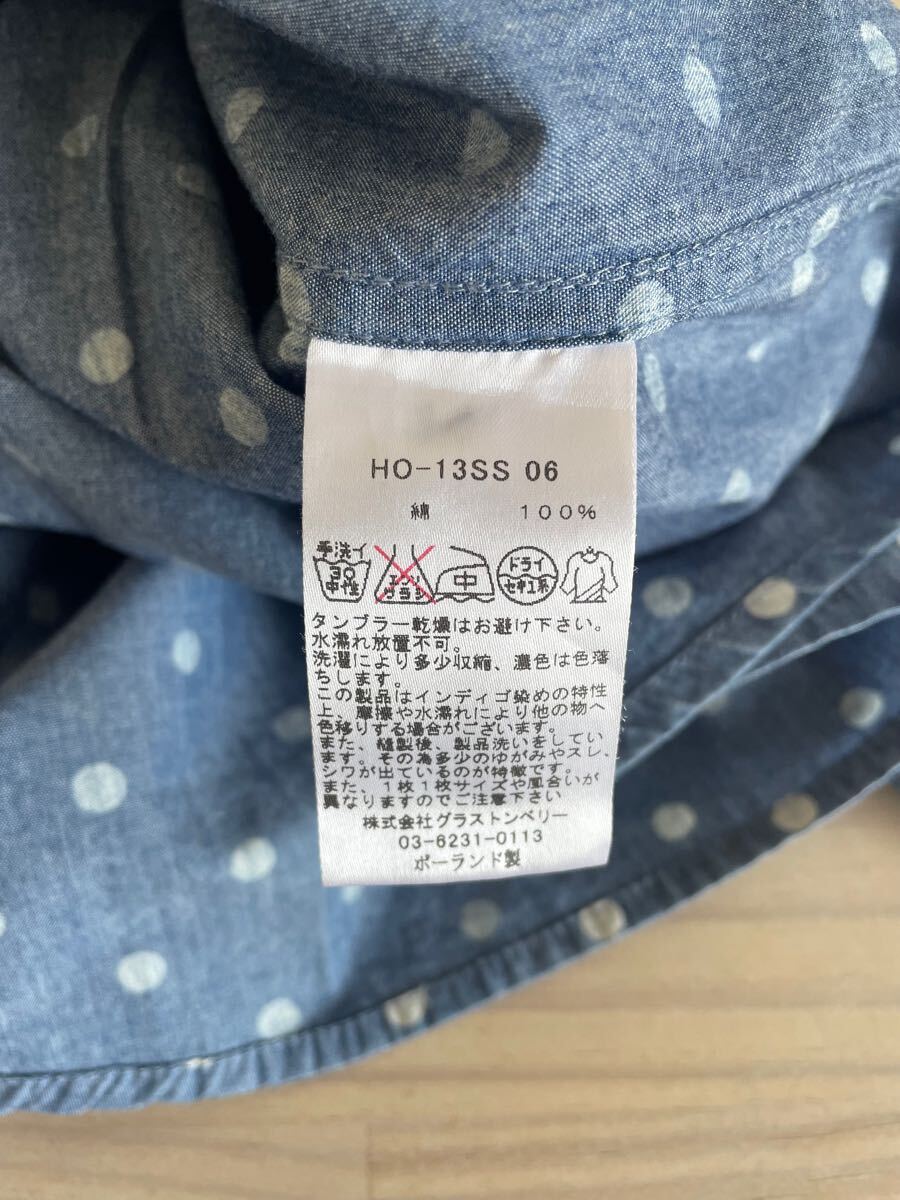 HO-13SS 06
綿 100%
手洗イ 30 中性 エンソ サラシ 中 ドライ セキユ系
タンブラー乾燥はお避け下さい。
水濡れ放置不可。
洗濯により多少収縮、濃色は色落
ちします。
この製品はインディゴ染めの特性
上、摩擦や水濡れにより他の物へ
色移りする場合がございます。
また、縫製後、製品洗いをしてい
ます。その為多少のゆがみやスレ、
シワが出ているのが特徴です。
また、1枚1枚サイズや風合いが
異なりますのでご注意下さい
株式会社グラストンベリー
03-6231-0113
ポーランド製